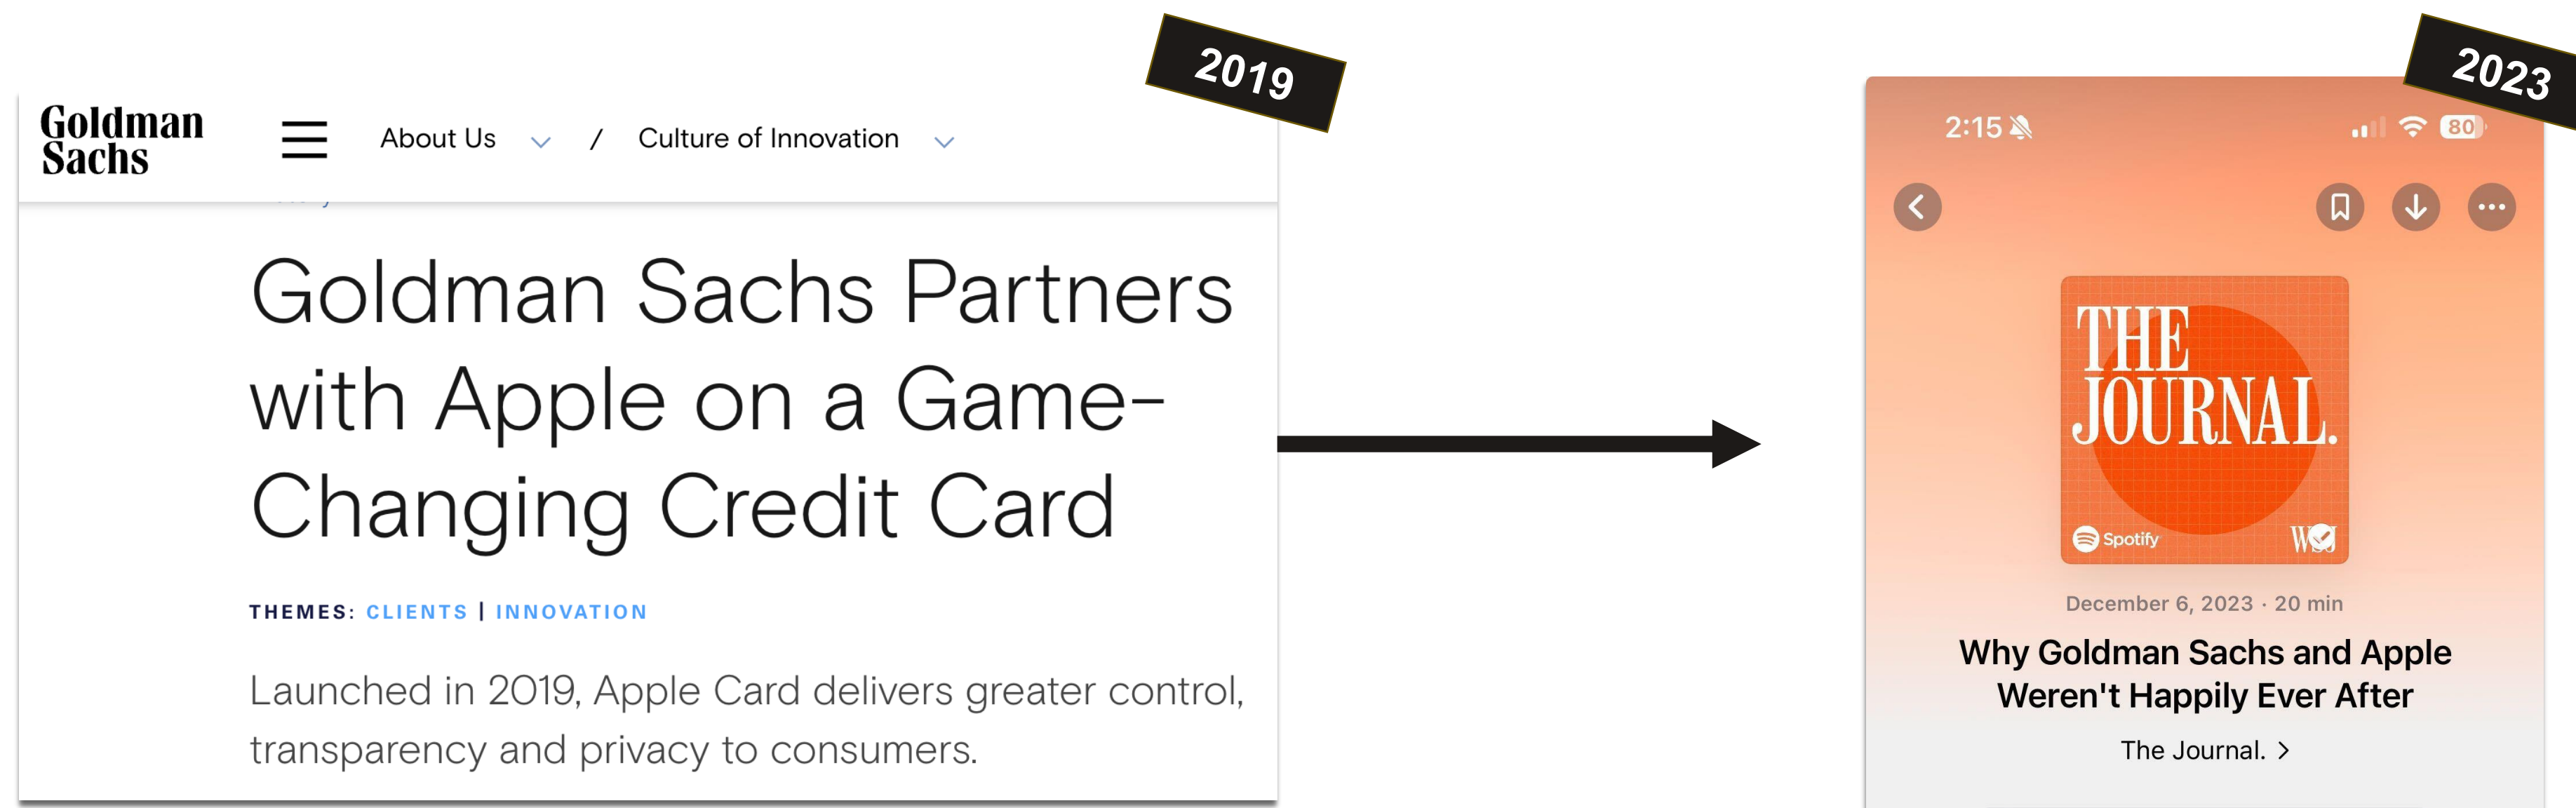 2019
Goldman
Sachs
About Us / Culture of Innovation
Goldman Sachs Partners
with Apple on a Game-
Changing Credit Card
THEMES: CLIENTS | INNOVATION
Launched in 2019, Apple Card delivers greater control,
transparency and privacy to consumers.
2023
2:15 80
THE
JOURNAL.
Spotify WSJ
December 6, 2023 · 20 min
Why Goldman Sachs and Apple
Weren't Happily Ever After
The Journal. >